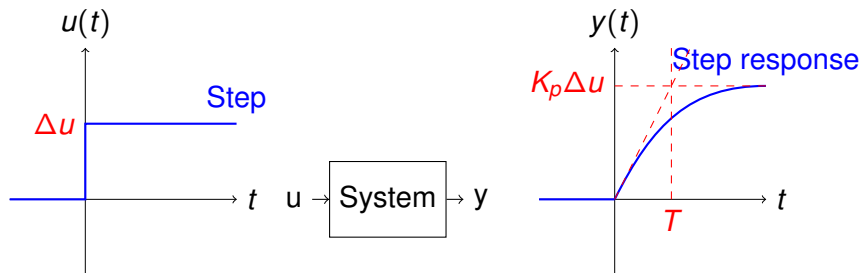 u(t)
Step
Δu
t
u
System
y
y(t)
Step response
K_pΔu
t
T